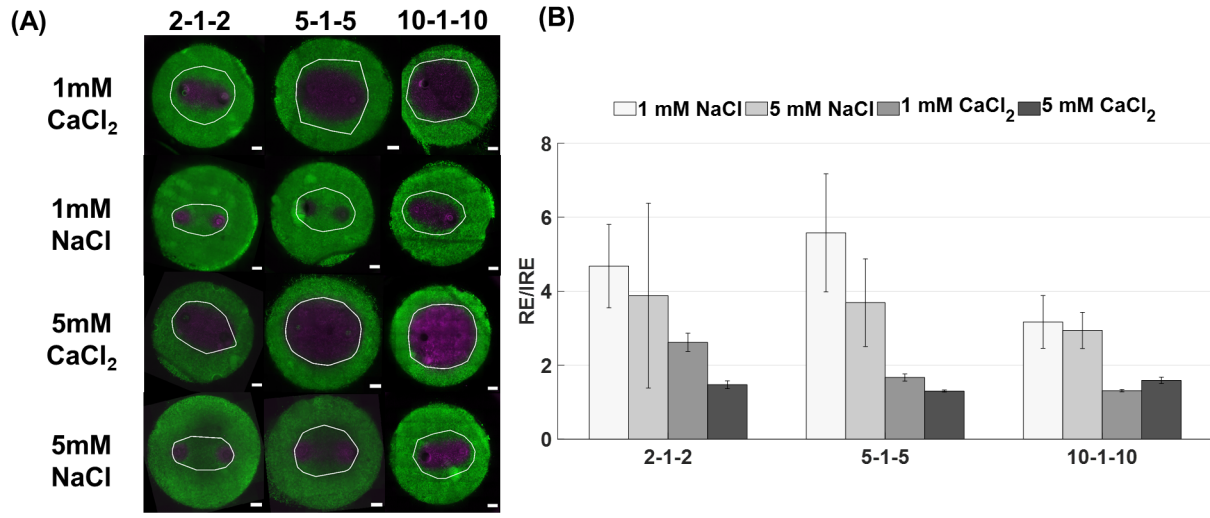 (A)
2-1-2 5-1-5 10-1-10
1mM
CaCl₂
1mM
NaCl
5mM
CaCl₂
5mM
NaCl
(B)
1 mM NaCl 5 mM NaCl 1 mM CaCl₂ 5 mM CaCl₂
RE/IRE
8
6
4
2
0
2-1-2 5-1-5 10-1-10